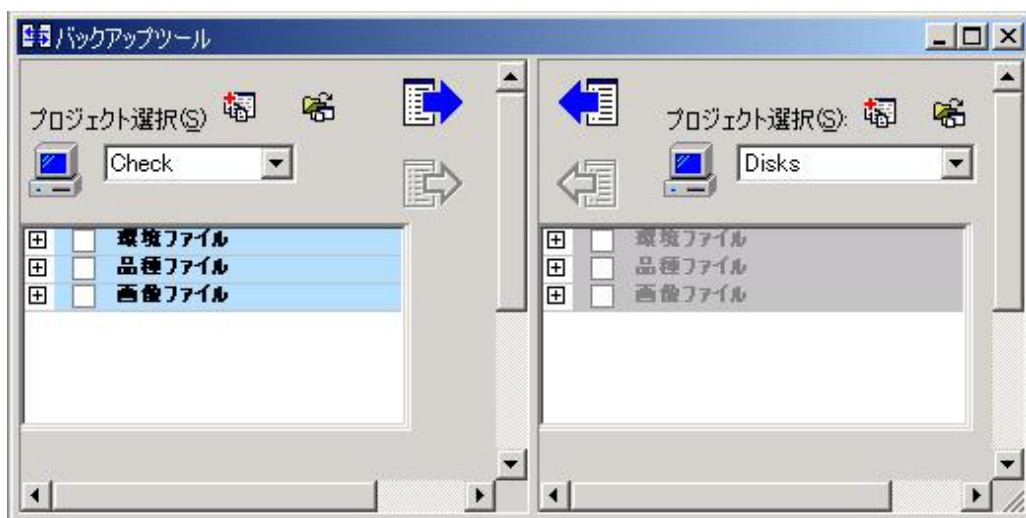 バックアップツール
プロジェクト選択(S)
Check
環境ファイル
品種ファイル
画像ファイル
プロジェクト選択(S):
Disks
環境ファイル
品種ファイル
画像ファイル